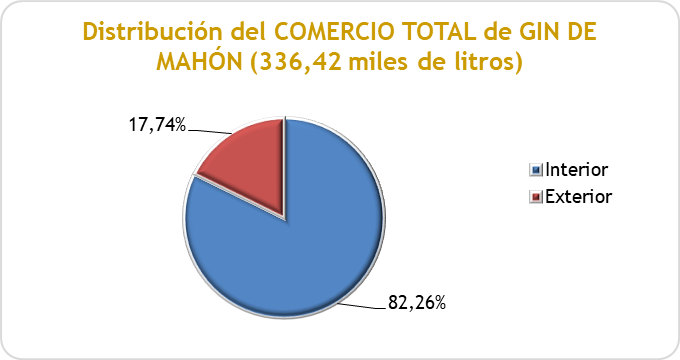 Distribución del COMERCIO TOTAL de GIN DE
MAHÓN (336,42 miles de litros)
17,74%
Interior
Exterior
82,26%